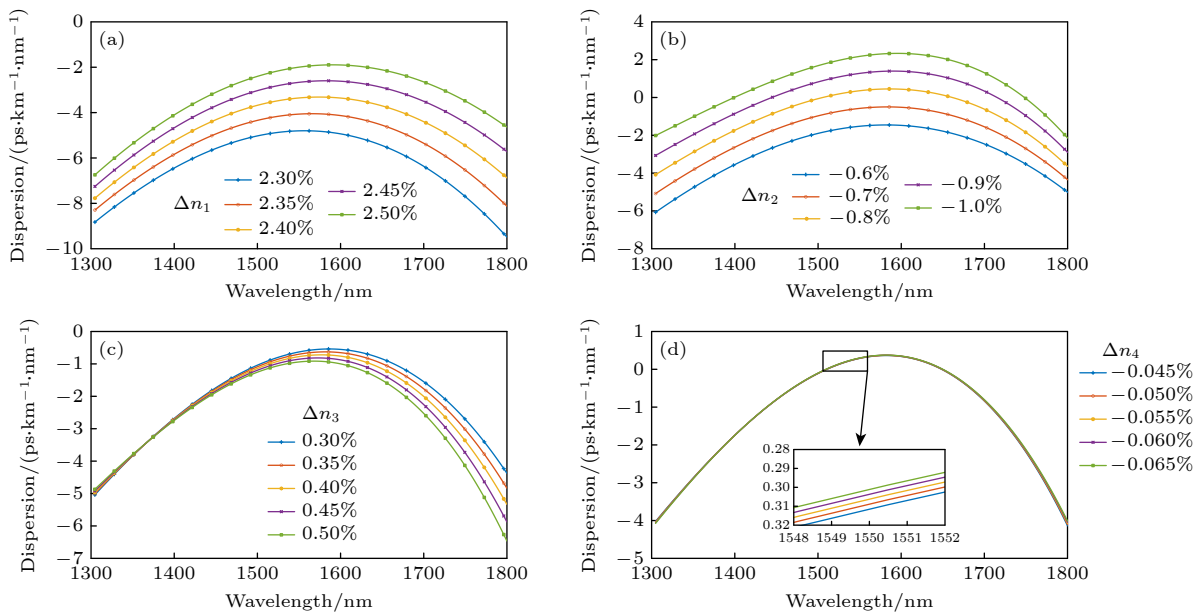 (a)
Dispersion/(ps·km⁻¹·nm⁻¹)
0
−2
−4
−6
−8
−10
1300 1400 1500 1600 1700 1800
Wavelength/nm
Δn₁
2.30%
2.35%
2.40%
2.45%
2.50%
(b)
Dispersion/(ps·km⁻¹·nm⁻¹)
4
2
0
−2
−4
−6
−8
1300 1400 1500 1600 1700 1800
Wavelength/nm
Δn₂
−0.6%
−0.7%
−0.8%
−0.9%
−1.0%
(c)
Dispersion/(ps·km⁻¹·nm⁻¹)
0
−1
−2
−3
−4
−5
−6
−7
1300 1400 1500 1600 1700 1800
Wavelength/nm
Δn₃
0.30%
0.35%
0.40%
0.45%
0.50%
(d)
Dispersion/(ps·km⁻¹·nm⁻¹)
1
0
−1
−2
−3
−4
−5
1300 1400 1500 1600 1700 1800
Wavelength/nm
0.28
0.29
0.30
0.31
0.32
1548 1549 1550 1551 1552
Δn₄
−0.045%
−0.050%
−0.055%
−0.060%
−0.065%